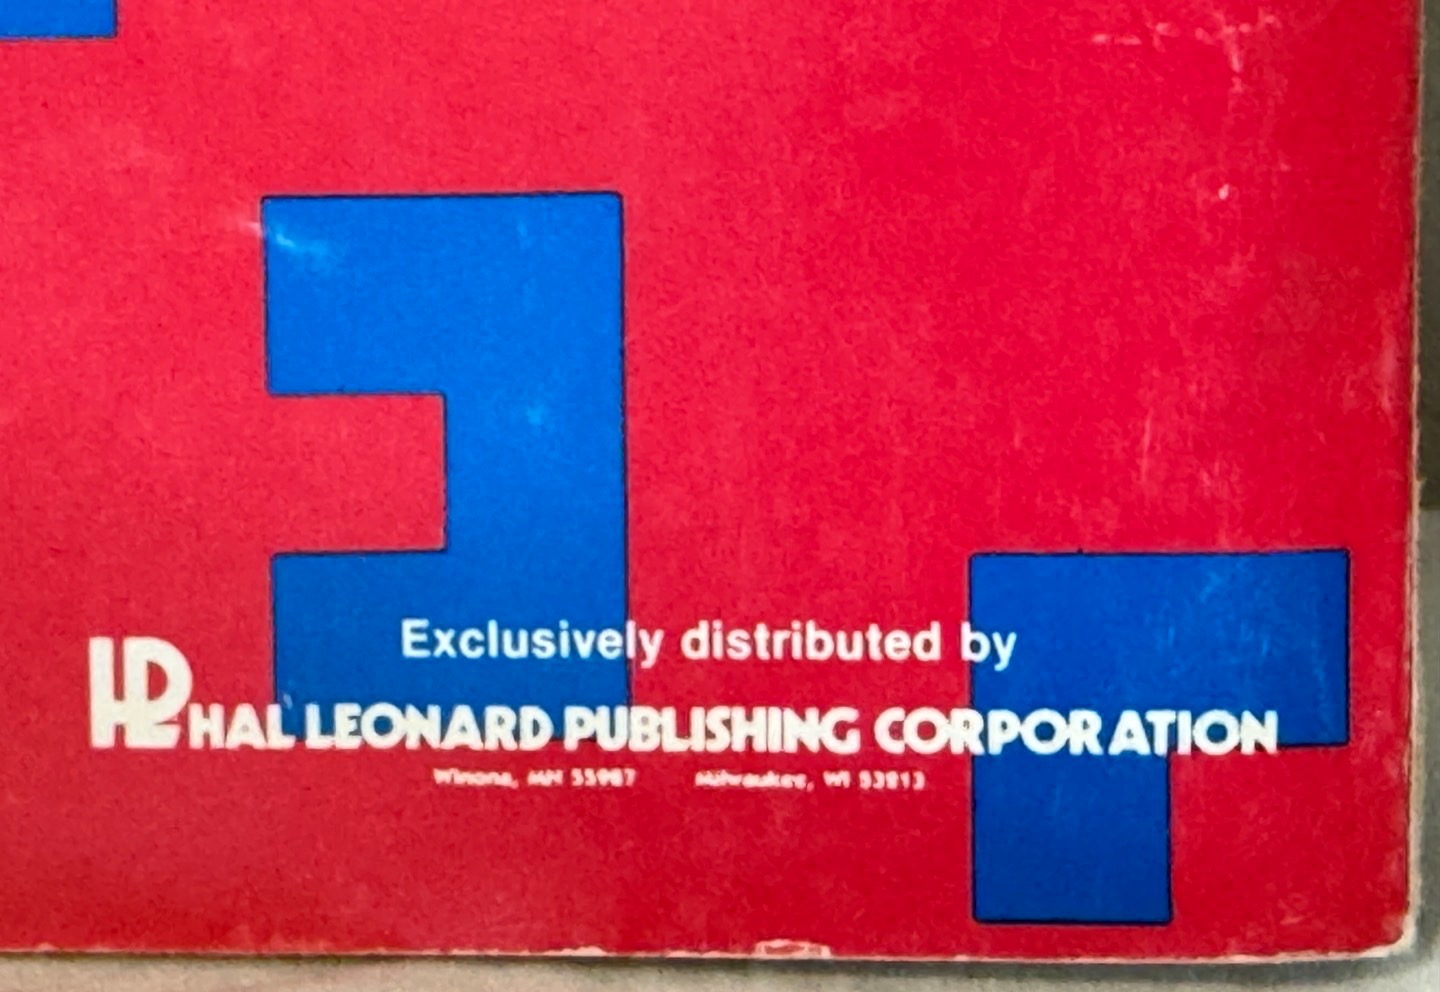 Exclusively distributed by
HL HAL LEONARD PUBLISHING CORPORATION
Winona, MN 55987 Milwaukee, WI 53213